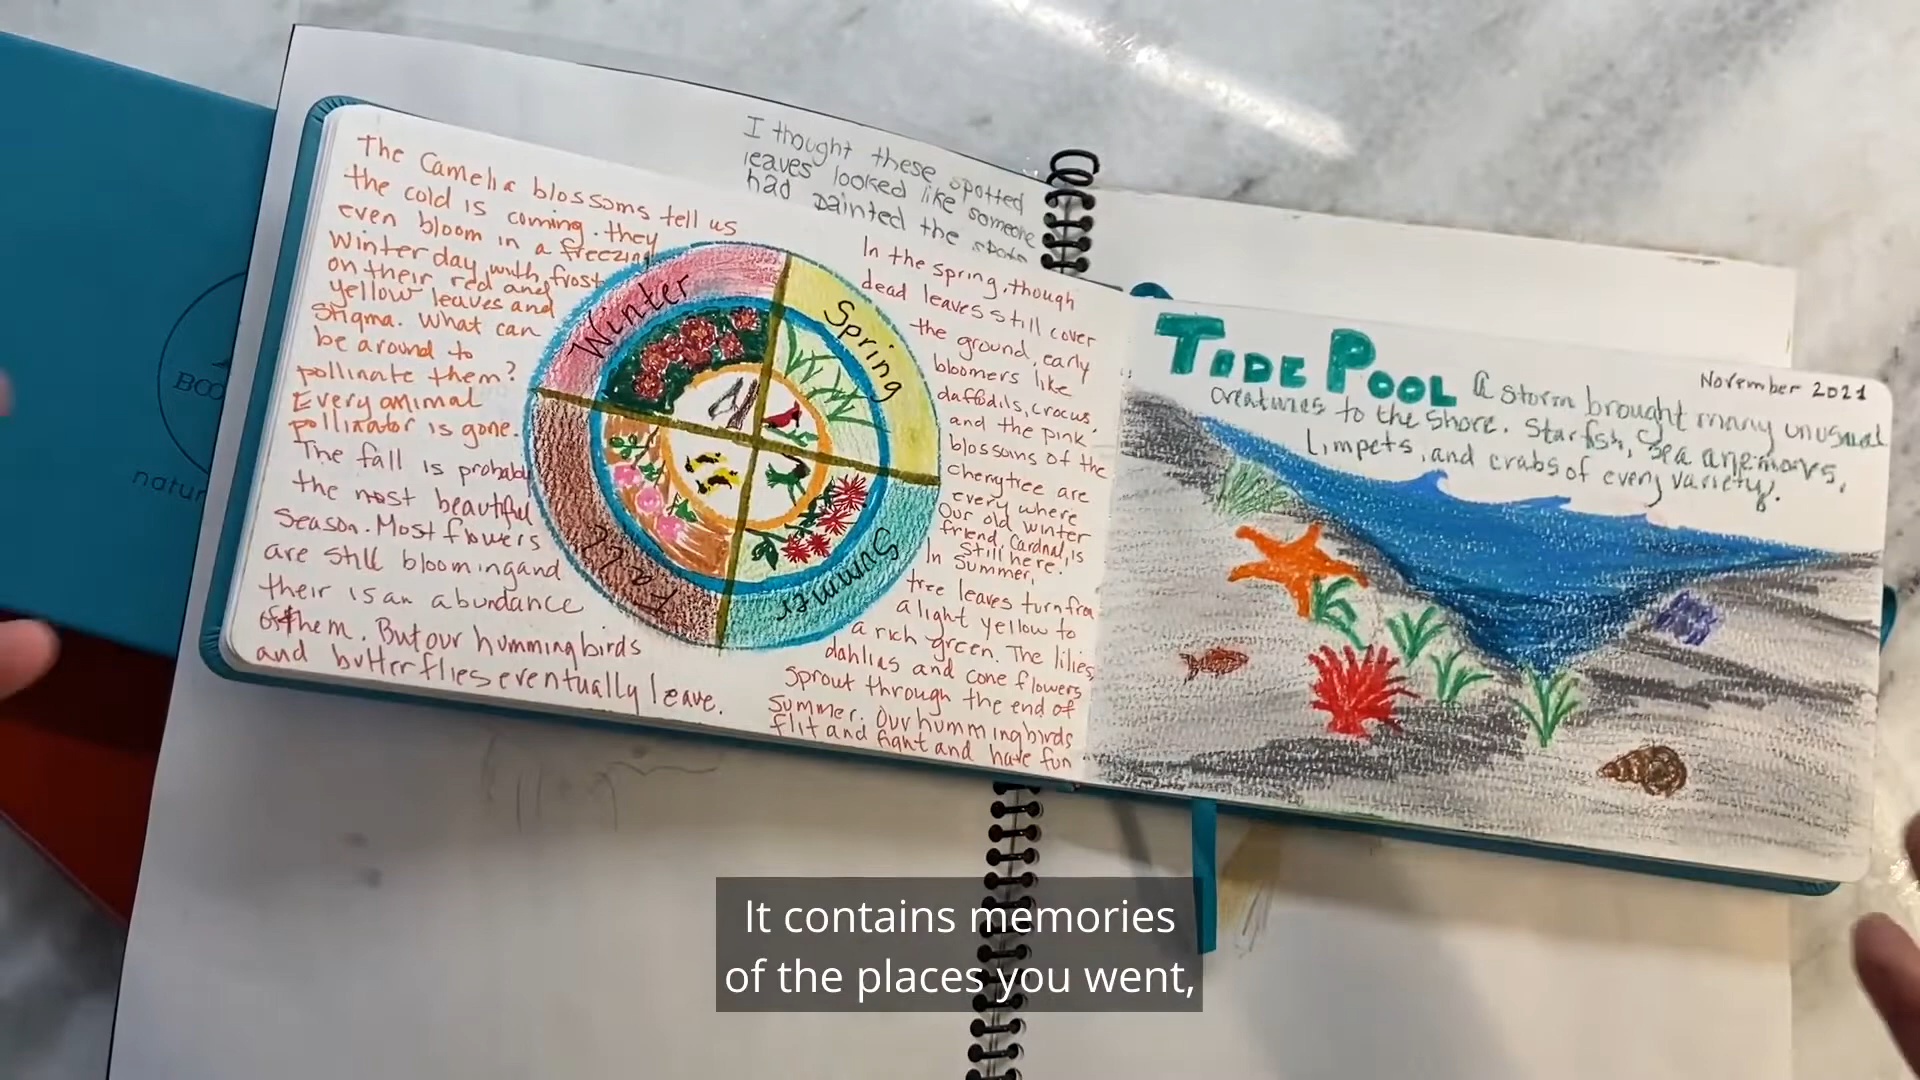 I thought these spotted
leaves looked like someone
had painted the spots
The Camelia blossoms tell us
the cold is coming. they
even bloom in a freezing
Winter day with frost
on their red and
yellow leaves and
Stigma. What can
be around to
pollinate them?
Every animal
pollinator is gone.
The fall is probably
the most beautiful
Season. Most flowers
are still blooming and
their is an abundance
of them. But our hummingbirds
and butterflies eventually leave.
Winter
Spring
Summer
Fall
In the spring, though
dead leaves still cover
the ground, early
bloomers like
daffodils, crocus,
and the pink
blossoms of the
cherry tree are
every where
Our old winter
friend, Cardnal, is
Still here.
In Summer,
tree leaves turn from
a light yellow to
a rich green. The lilies,
dahlias and cone flowers
Sprout through the end of
Summer. Our hummingbirds
flit and fight and have fun
TIDE POOL
November 2021
A storm brought many unusual
creatures to the shore. Starfish, Sea
Limpets, and crabs of every variety.
BOO
natur
It contains memories
of the places you went,